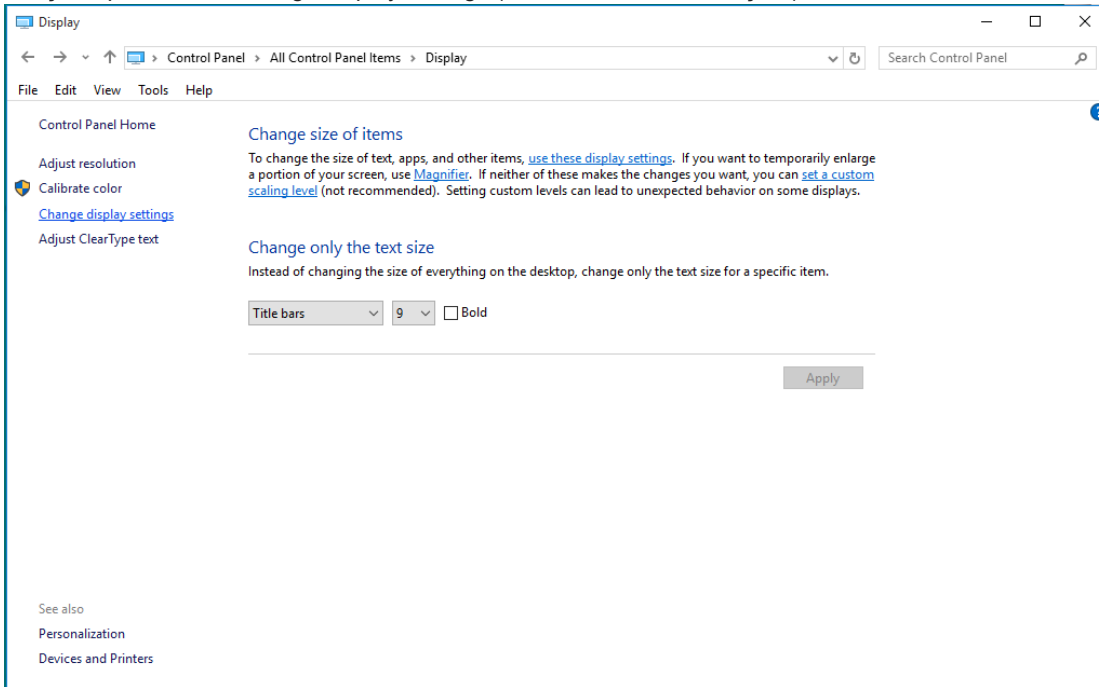 Display
Control Panel > All Control Panel Items > Display
Search Control Panel
File Edit View Tools Help
Control Panel Home
Adjust resolution
Calibrate color
Change display settings
Adjust ClearType text
Change size of items
To change the size of text, apps, and other items, use these display settings. If you want to temporarily enlarge
a portion of your screen, use Magnifier. If neither of these makes the changes you want, you can set a custom
scaling level (not recommended). Setting custom levels can lead to unexpected behavior on some displays.
Change only the text size
Instead of changing the size of everything on the desktop, change only the text size for a specific item.
Title bars 9 Bold
Apply
See also
Personalization
Devices and Printers